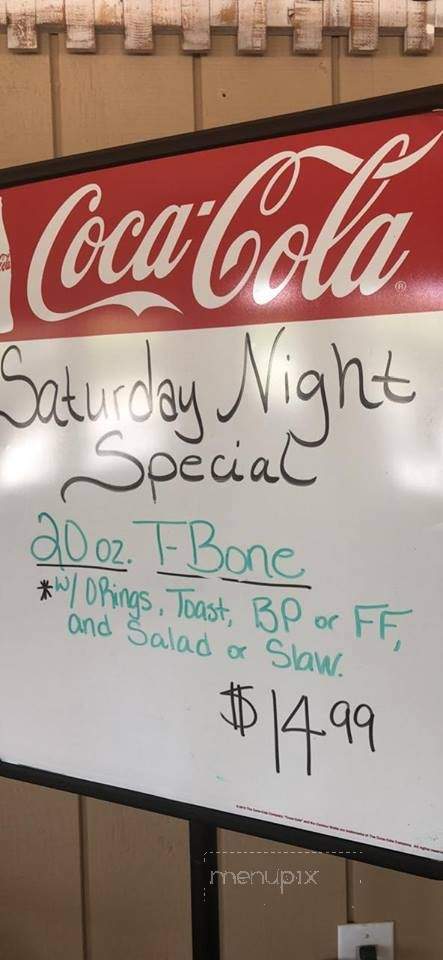 Coca-Cola
Saturday Night
Special
20 oz. T-Bone
*w/ ORings, Toast, BP or FF,
and Salad or Slaw.
$14.99
menupix